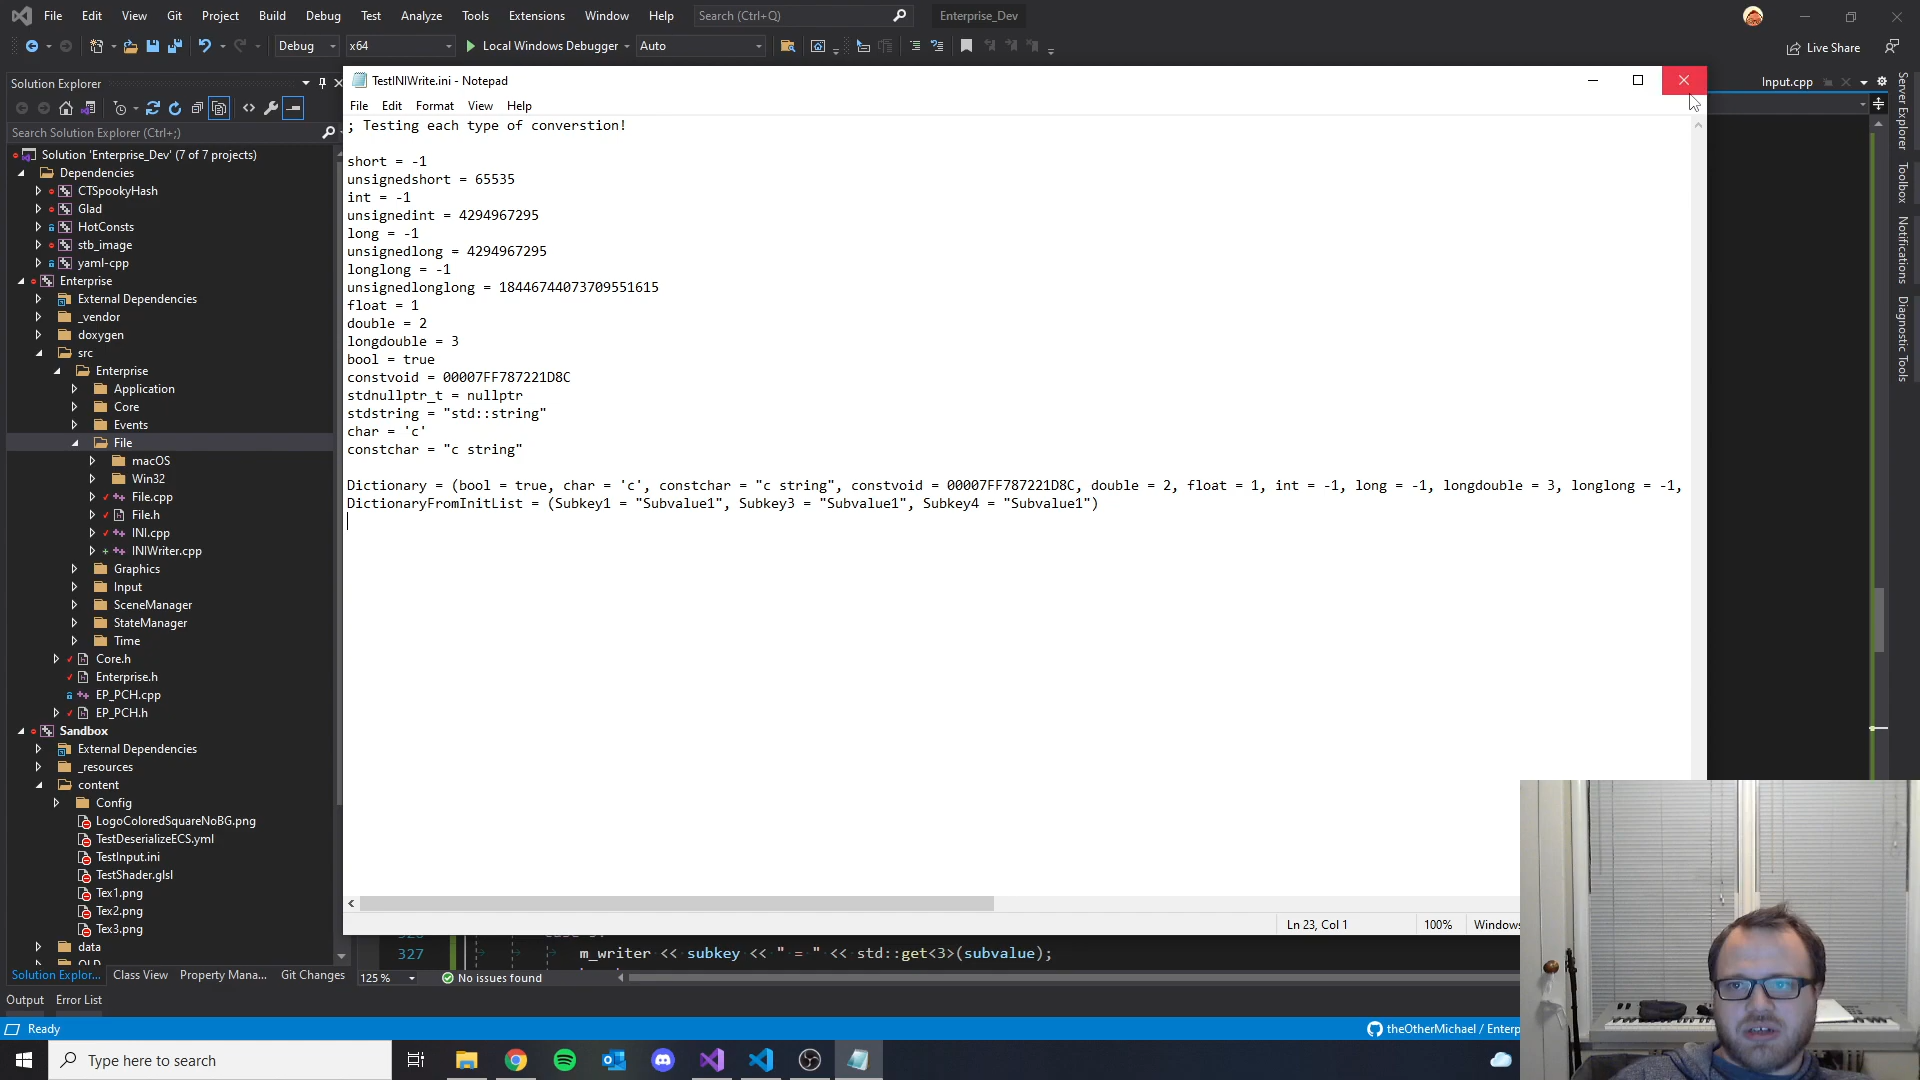 File Edit View Git Project Build Debug Test Analyze Tools Extensions Window Help Search (Ctrl+Q) Enterprise_Dev
Debug x64 Local Windows Debugger Auto Live Share
Solution Explorer
Search Solution Explorer (Ctrl+;)
Solution 'Enterprise_Dev' (7 of 7 projects)
Dependencies
CTSpookyHash
Glad
HotConsts
stb_image
yaml-cpp
Enterprise
External Dependencies
_vendor
doxygen
src
Enterprise
Application
Core
Events
File
macOS
Win32
File.cpp
File.h
INI.cpp
INIWriter.cpp
Graphics
Input
SceneManager
StateManager
Time
Core.h
Enterprise.h
EP_PCH.cpp
EP_PCH.h
Sandbox
External Dependencies
_resources
content
Config
LogoColoredSquareNoBG.png
TestDeserializeECS.yml
TestInput.ini
TestShader.glsl
Tex1.png
Tex2.png
Tex3.png
data
OLD
Solution Explor... Class View Property Mana... Git Changes
TestINIWrite.ini - Notepad
File Edit Format View Help
; Testing each type of converstion!
short = -1
unsignedshort = 65535
int = -1
unsignedint = 4294967295
long = -1
unsignedlong = 4294967295
longlong = -1
unsignedlonglong = 18446744073709551615
float = 1
double = 2
longdouble = 3
bool = true
constvoid = 00007FF787221D8C
stdnullptr_t = nullptr
stdstring = "std::string"
char = 'c'
constchar = "c string"
Dictionary = (bool = true, char = 'c', constchar = "c string", constvoid = 00007FF787221D8C, double = 2, float = 1, int = -1, long = -1, longdouble = 3, longlong = -1,
DictionaryFromInitList = (Subkey1 = "Subvalue1", Subkey3 = "Subvalue1", Subkey4 = "Subvalue1")
Ln 23, Col 1 100% Windows
Input.cpp
Server Explorer
Toolbox
Notifications
Diagnostic Tools
327 m_writer << subkey << " = " << std::get<3>(subvalue);
125 % No issues found
Output Error List
Ready theOtherMichael / Enterp
Type here to search